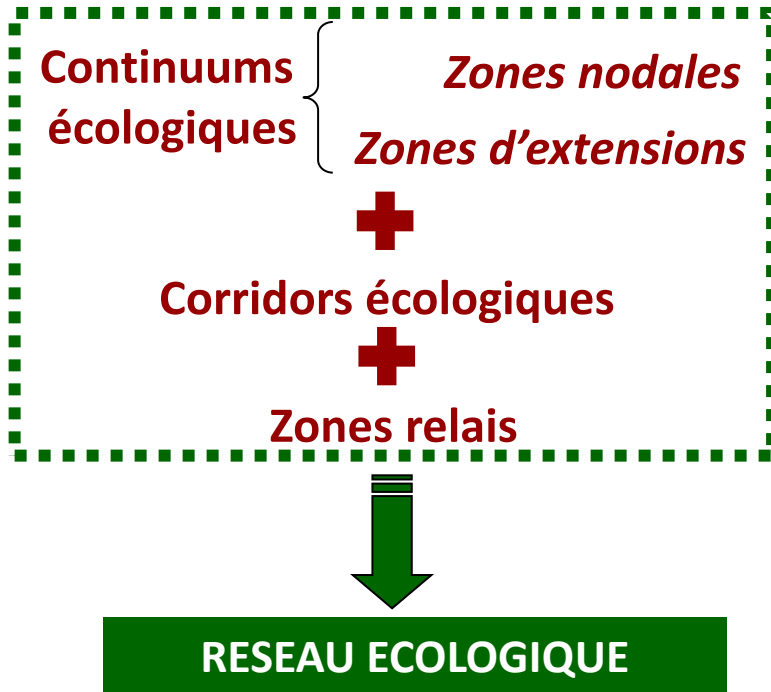 Continuums
écologiques
Zones nodales
Zones d’extensions
Corridors écologiques
Zones relais
RESEAU ECOLOGIQUE